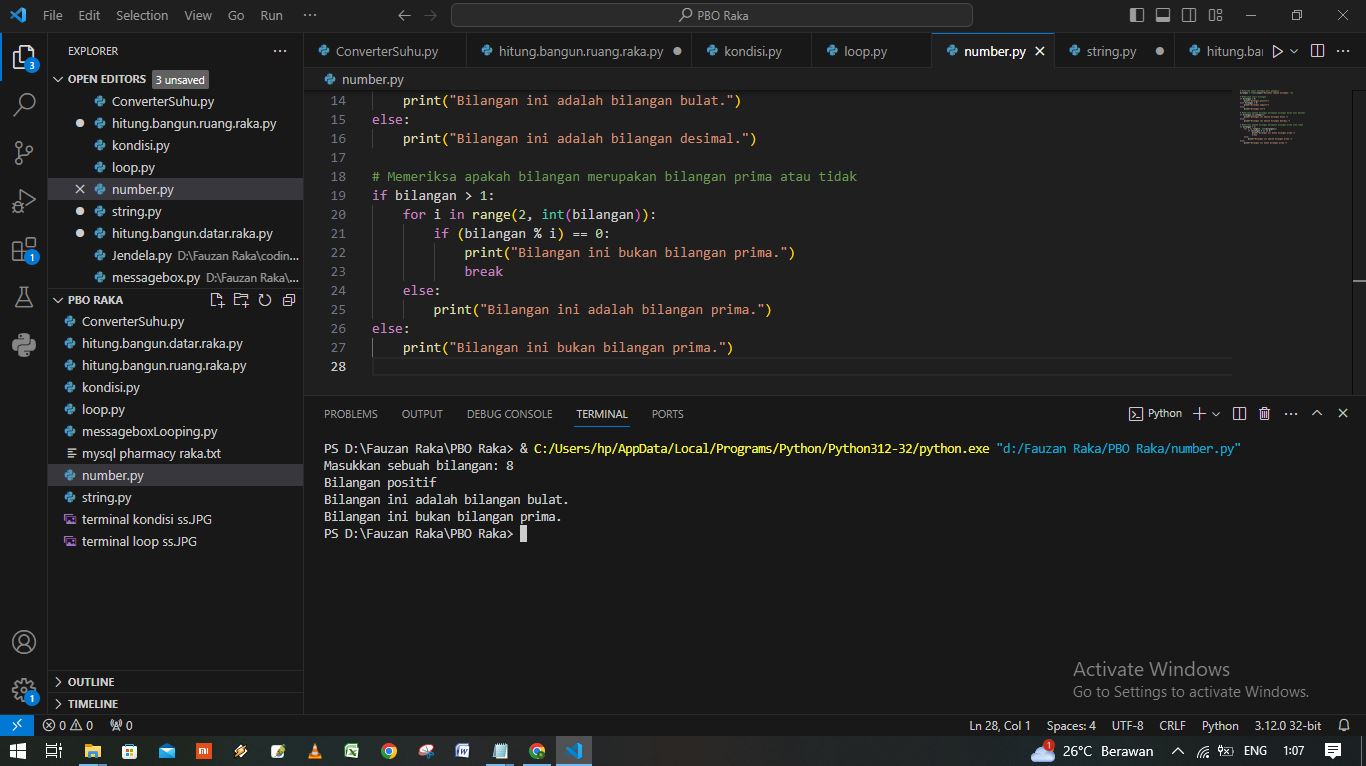 File Edit Selection View Go Run ··· PBO Raka
EXPLORER ···
OPEN EDITORS 3 unsaved
ConverterSuhu.py
hitung.bangun.ruang.raka.py
kondisi.py
loop.py
number.py
string.py
hitung.bangun.datar.raka.py
Jendela.py D:\Fauzan Raka\codin...
messagebox.py D:\Fauzan Raka\...
PBO RAKA
ConverterSuhu.py
hitung.bangun.datar.raka.py
hitung.bangun.ruang.raka.py
kondisi.py
loop.py
messageboxLooping.py
mysql pharmacy raka.txt
number.py
string.py
terminal kondisi ss.JPG
terminal loop ss.JPG
OUTLINE
TIMELINE
3
1
1
ConverterSuhu.py hitung.bangun.ruang.raka.py kondisi.py loop.py number.py string.py hitung.ba
number.py
14 print("Bilangan ini adalah bilangan bulat.")
15 else:
16 print("Bilangan ini adalah bilangan desimal.")
17
18 # Memeriksa apakah bilangan merupakan bilangan prima atau tidak
19 if bilangan > 1:
20 for i in range(2, int(bilangan)):
21 if (bilangan % i) == 0:
22 print("Bilangan ini bukan bilangan prima.")
23 break
24 else:
25 print("Bilangan ini adalah bilangan prima.")
26 else:
27 print("Bilangan ini bukan bilangan prima.")
28
PROBLEMS OUTPUT DEBUG CONSOLE TERMINAL PORTS Python
PS D:\Fauzan Raka\PBO Raka> & C:/Users/hp/AppData/Local/Programs/Python/Python312-32/python.exe "d:/Fauzan Raka/PBO Raka/number.py"
Masukkan sebuah bilangan: 8
Bilangan positif
Bilangan ini adalah bilangan bulat.
Bilangan ini bukan bilangan prima.
PS D:\Fauzan Raka\PBO Raka>
Activate Windows
Go to Settings to activate Windows.
0 0 0 Ln 28, Col 1 Spaces: 4 UTF-8 CRLF Python 3.12.0 32-bit
1 26°C Berawan ENG 1:07